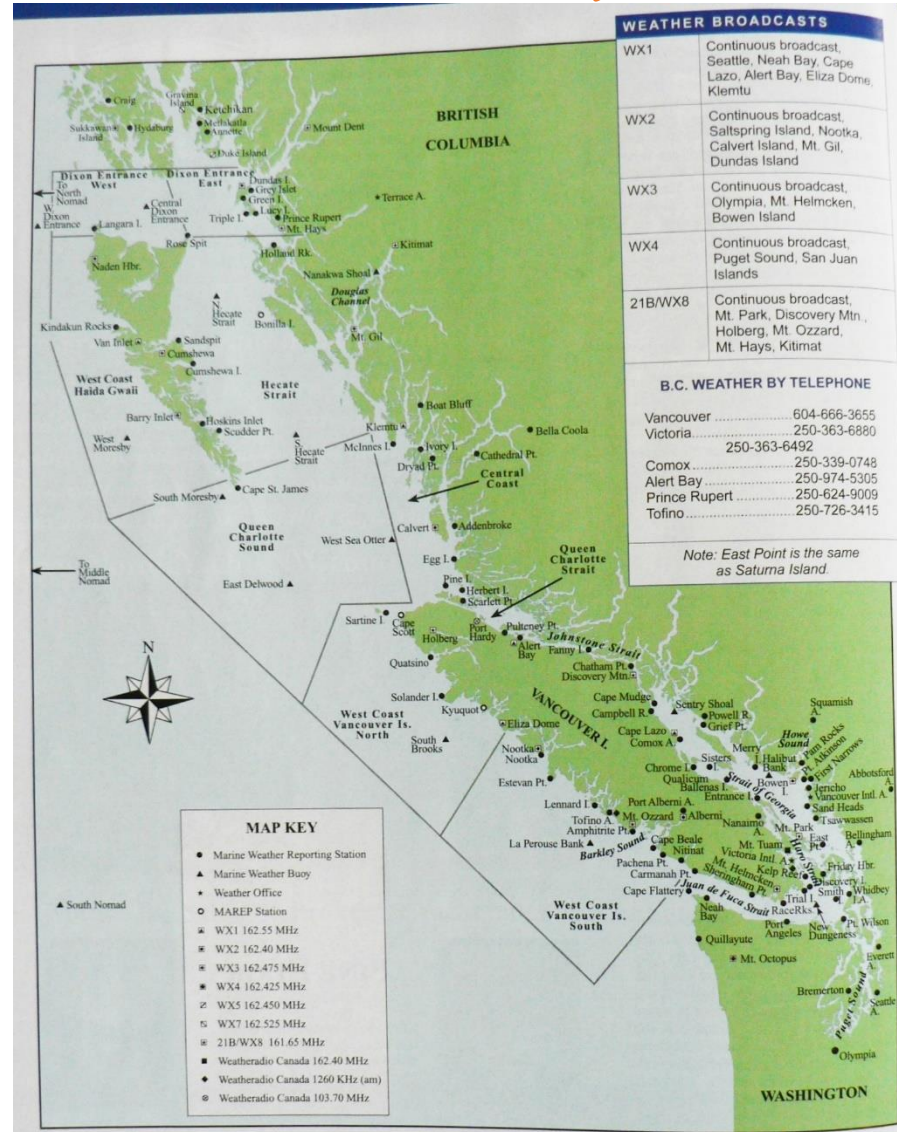 WEATHER BROADCASTS
WX1
Continuous broadcast,
Seattle, Neah Bay, Cape
Lazo, Alert Bay, Eliza Dome,
Klemtu
WX2
Continuous broadcast,
Saltspring Island, Nootka,
Calvert Island, Mt. Gil,
Dundas Island
WX3
Continuous broadcast,
Olympia, Mt. Helmcken,
Bowen Island
WX4
Continuous broadcast,
Puget Sound, San Juan
Islands
21B/WX8
Continuous broadcast,
Mt. Park, Discovery Mtn.,
Holberg, Mt. Ozzard,
Mt. Hays, Kitimat
B.C. WEATHER BY TELEPHONE
Vancouver ..................604-666-3655
Victoria........................250-363-6880
250-363-6492
Comox ........................250-339-0748
Alert Bay .....................250-974-5305
Prince Rupert .............250-624-9009
Tofino..........................250-726-3415
Note: East Point is the same
as Saturna Island.
BRITISH
COLUMBIA
Craig
Gravina
Island
Ketchikan
Metlakatla
Annette
Sukkawan
Island
Hydaburg
Mount Dent
Duke Island
Dixon Entrance
West
Dixon Entrance
East
To
North
Nomad
W.
Dixon
Entrance
Central
Dixon
Entrance
Langara I.
Dundas I.
Grey Islet
Green I.
Lucy I.
Triple I.
Prince Rupert
Mt. Hays
Terrace A.
Rose Spit
Holland Rk.
Kitimat
Naden Hbr.
Nanakwa Shoal
Douglas
Channel
N.
Hecate
Strait
Bonilla I.
Kindakun Rocks
Van Inlet
Sandspit
Cumshewa
Cumshewa I.
Mt. Gil
West Coast
Haida Gwaii
Hecate
Strait
Barry Inlet
Hoskins Inlet
Scudder Pt.
Boat Bluff
Klemtu
Bella Coola
West
Moresby
S.
Hecate
Strait
McInnes I.
Ivory I.
Cathedral Pt.
Dryad Pt.
Central
Coast
South Moresby
Cape St. James
Queen
Charlotte
Sound
Calvert
Addenbroke
West Sea Otter
Queen
Charlotte
Strait
To
Middle
Nomad
Egg I.
East Delwood
Pine I.
Herbert I.
Scarlett Pt.
Sartine I.
Cape
Scott
Holberg
Port
Hardy
Pulteney Pt.
Alert
Bay
Johnstone Strait
Fanny I.
Quatsino
Chatham Pt.
Discovery Mtn.
N
Solander I.
Kyuquot
VANCOUVER I.
Cape Mudge
Campbell R.
Sentry Shoal
Powell R.
Grief Pt.
Squamish
A.
West Coast
Vancouver Is.
North
Eliza Dome
South
Brooks
Cape Lazo
Comox A.
Howe
Sound
Pam Rocks
Pt. Atkinson
First Narrows
Nootka
Nootka
Merry
I.
Halibut
Bank
Sisters
I.
Chrome I.
Qualicum
Ballenas I.
Bowen
I.
Abbotsford
A.
Estevan Pt.
Entrance I.
Strait of Georgia
Jericho
Vancouver Intl. A.
Sand Heads
Tsawwassen
Lennard I.
Tofino A.
Amphitrite Pt.
Mt. Ozzard
Port Alberni A.
Alberni
Nanaimo
A.
Mt. Park
East
Pt.
Bellingham
A.
La Perouse Bank
Barkley Sound
Cape Beale
Nitinat
Pachena Pt.
Carmanah Pt.
Cape Flattery
Mt. Tuam
Victoria Intl. A.
Kelp Reef
Haro Strait
Friday Hbr.
Mt. Helmcken
Sheringham Pt.
Discovery I.
Smith
I.
Whidbey
I. A.
Trial I.
RaceRks.
Juan de Fuca Strait
Neah
Bay
Port
Angeles
New
Dungeness
Pt. Wilson
West Coast
Vancouver Is.
South
Quillayute
Mt. Octopus
Everett
A.
Bremerton
Seattle
A.
Puget Sound
Olympia
WASHINGTON
South Nomad
MAP KEY
Marine Weather Reporting Station
Marine Weather Buoy
Weather Office
MAREP Station
WX1 162.55 MHz
WX2 162.40 MHz
WX3 162.475 MHz
WX4 162.425 MHz
WX5 162.450 MHz
WX7 162.525 MHz
21B/WX8 161.65 MHz
Weatheradio Canada 162.40 MHz
Weatheradio Canada 1260 KHz (am)
Weatheradio Canada 103.70 MHz